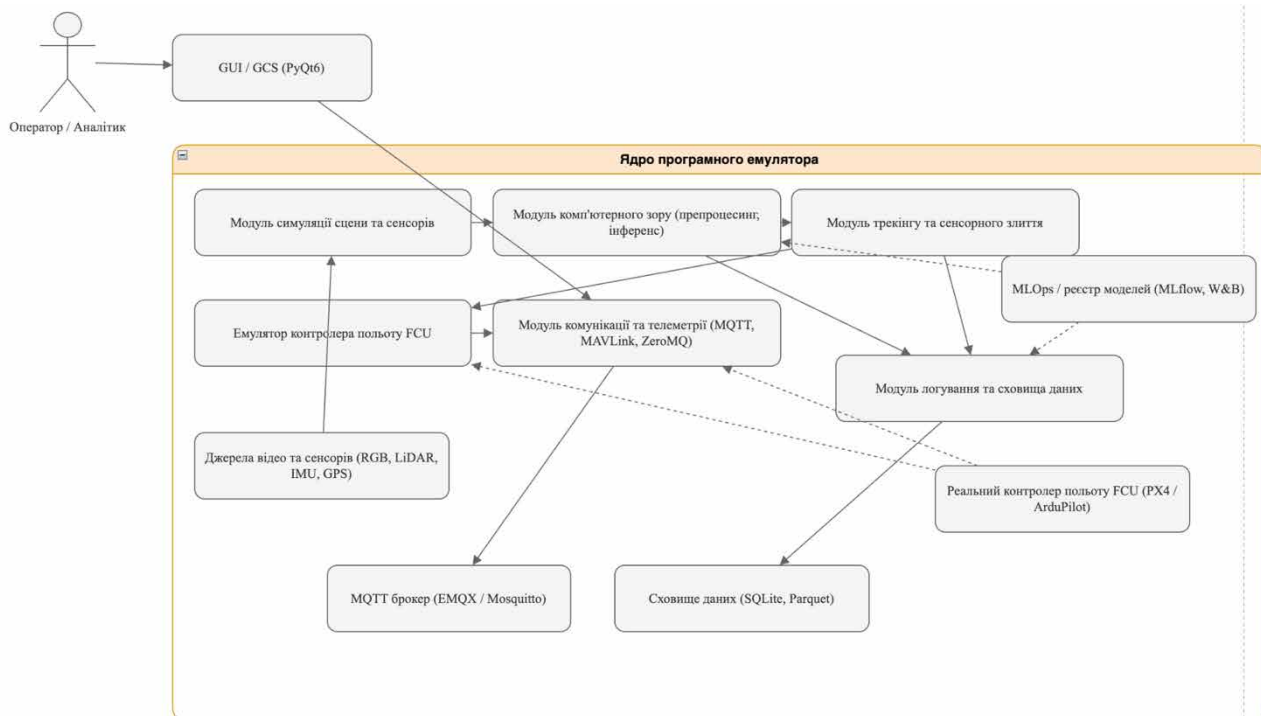 GUI / GCS (PyQt6)
Оператор / Аналітик
Ядро програмного емулятора
Модуль симуляції сцени та сенсорів
Модуль комп'ютерного зору (препроцесинг,
інференс)
Модуль трекінгу та сенсорного злиття
MLOps / реєстр моделей (MLflow, W&B)
Емулятор контролера польоту FCU
Модуль комунікації та телеметрії (MQTT,
MAVLink, ZeroMQ)
Модуль логування та сховища даних
Джерела відео та сенсорів (RGB, LiDAR,
IMU, GPS)
Реальний контролер польоту FCU (PX4 /
ArduPilot)
MQTT брокер (EMQX / Mosquitto)
Сховище даних (SQLite, Parquet)